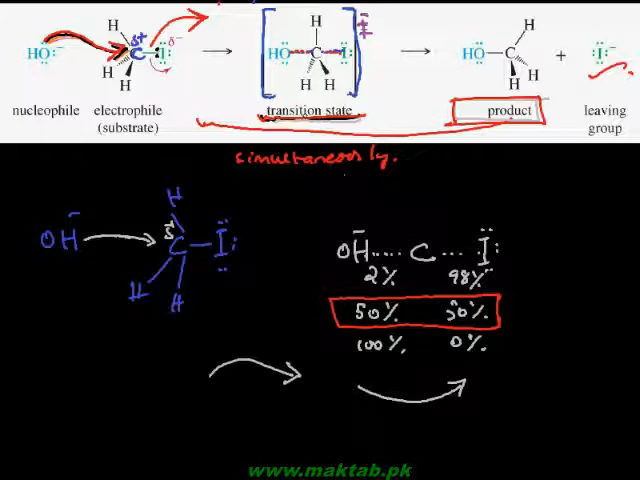 H H H
HO:⁻ δ+ C I: δ⁻ HO C I HO C H + :I:⁻
H H H H H
nucleophile electrophile transition state product leaving
(substrate) group
simultaneously.
H
OH⁻ δ+ C I:
H H
OH⁻ .... C ... I:
2% 98%
50% 50%
100% 0%
www.maktab.pk